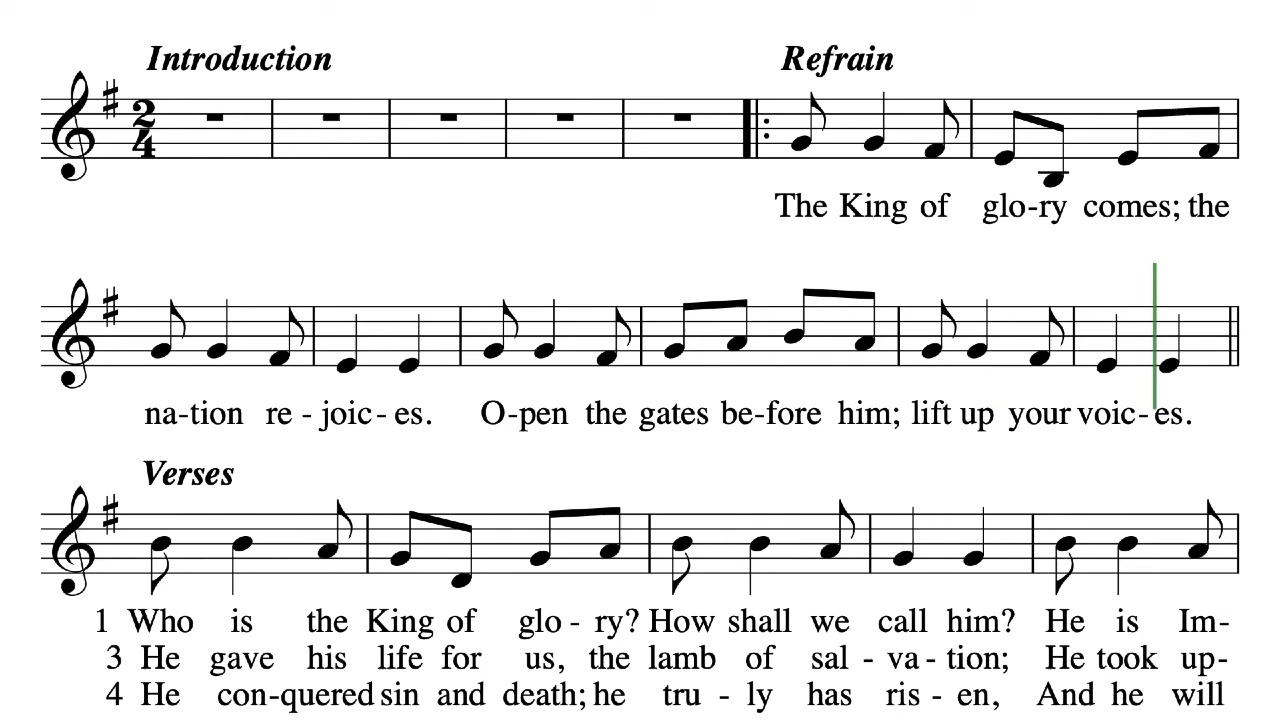 Introduction Refrain
2
4
The King of glo-ry comes; the
na-tion re - joic - es. O-pen the gates be-fore him; lift up your voic - es.
Verses
1 Who is the King of glo - ry? How shall we call him? He is Im-
3 He gave his life for us, the lamb of sal - va - tion; He took up-
4 He con-quered sin and death; he tru - ly has ris - en, And he will